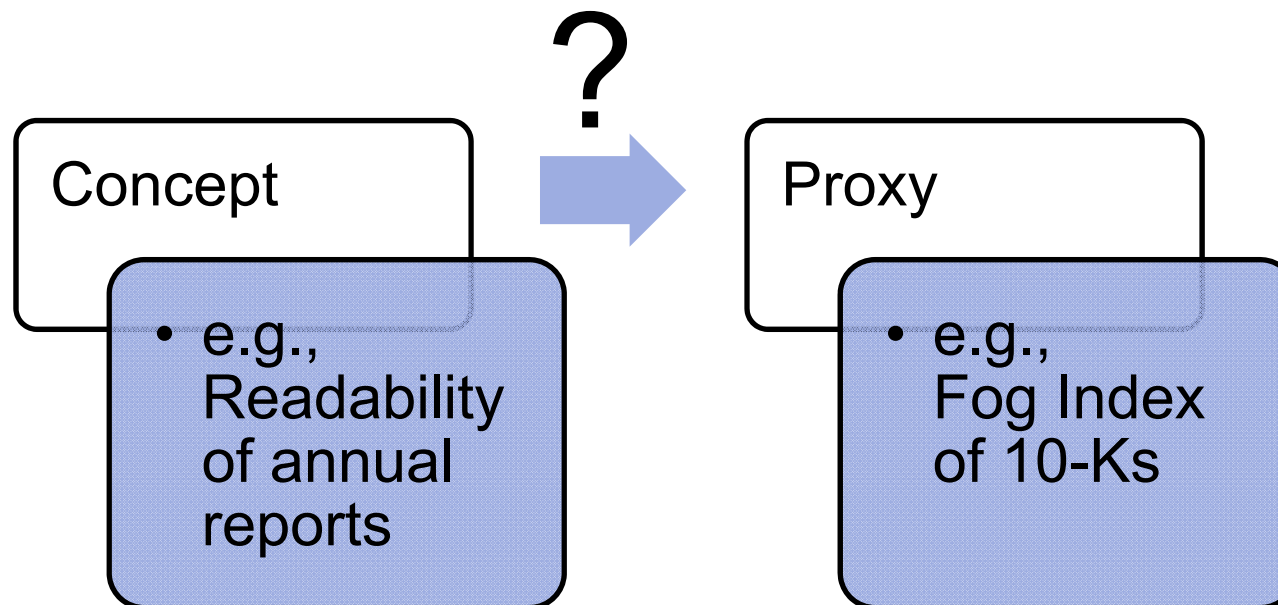 ?
Concept
• e.g.,
Readability
of annual
reports
Proxy
• e.g.,
Fog Index
of 10-Ks